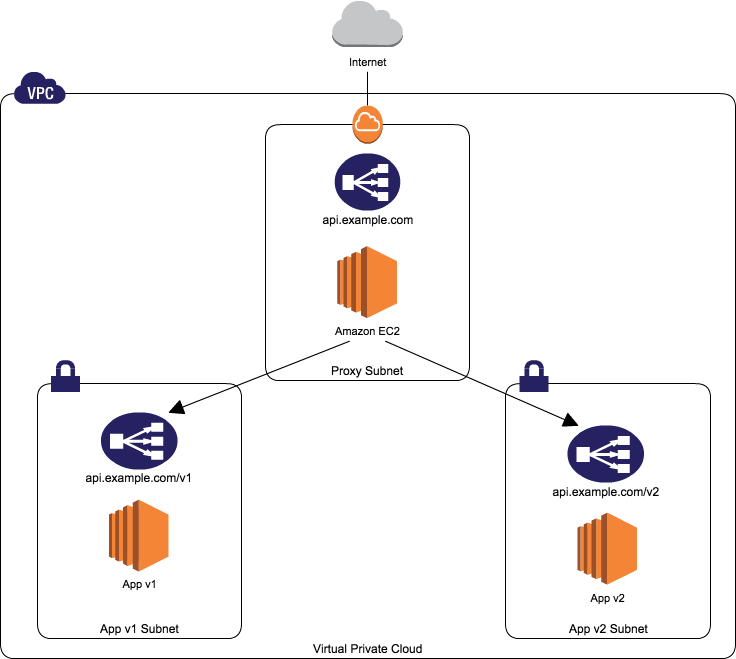 Internet
VPC
api.example.com
Amazon EC2
Proxy Subnet
api.example.com/v1
App v1
App v1 Subnet
api.example.com/v2
App v2
App v2 Subnet
Virtual Private Cloud